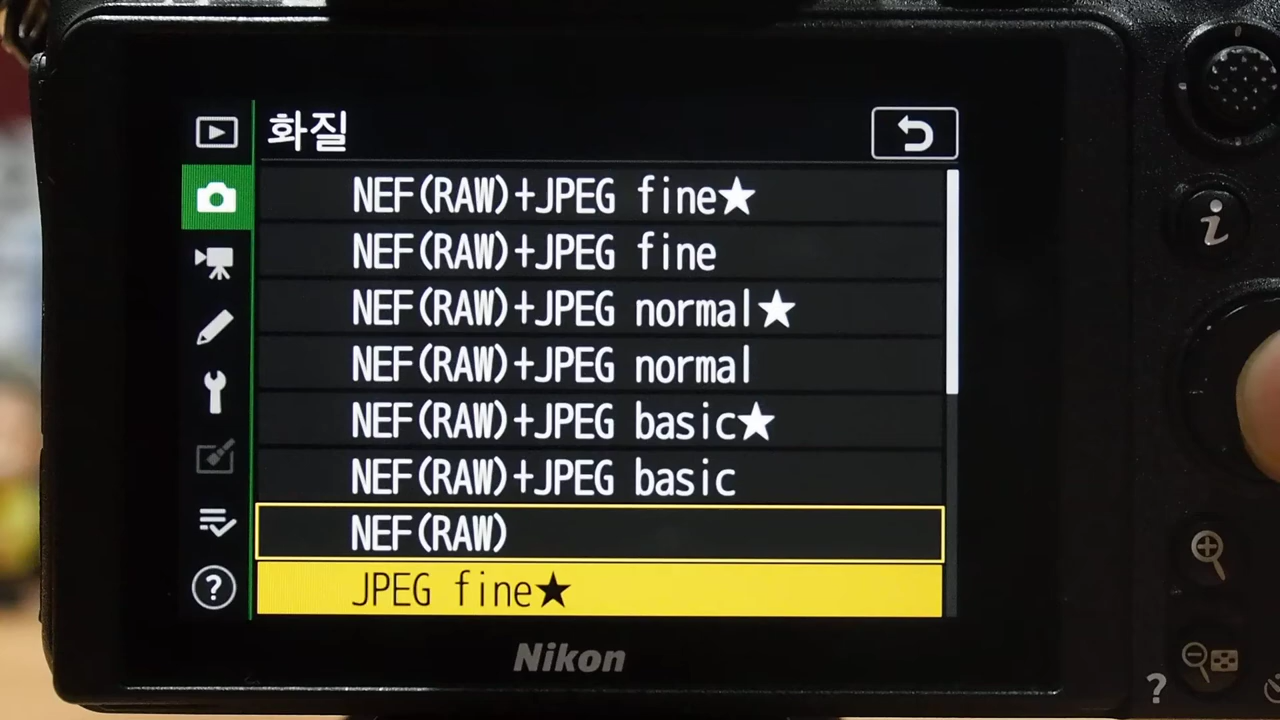 화질
NEF(RAW)+JPEG fine★
NEF(RAW)+JPEG fine
NEF(RAW)+JPEG normal★
NEF(RAW)+JPEG normal
NEF(RAW)+JPEG basic★
NEF(RAW)+JPEG basic
NEF(RAW)
JPEG fine★
?
Nikon
i
?